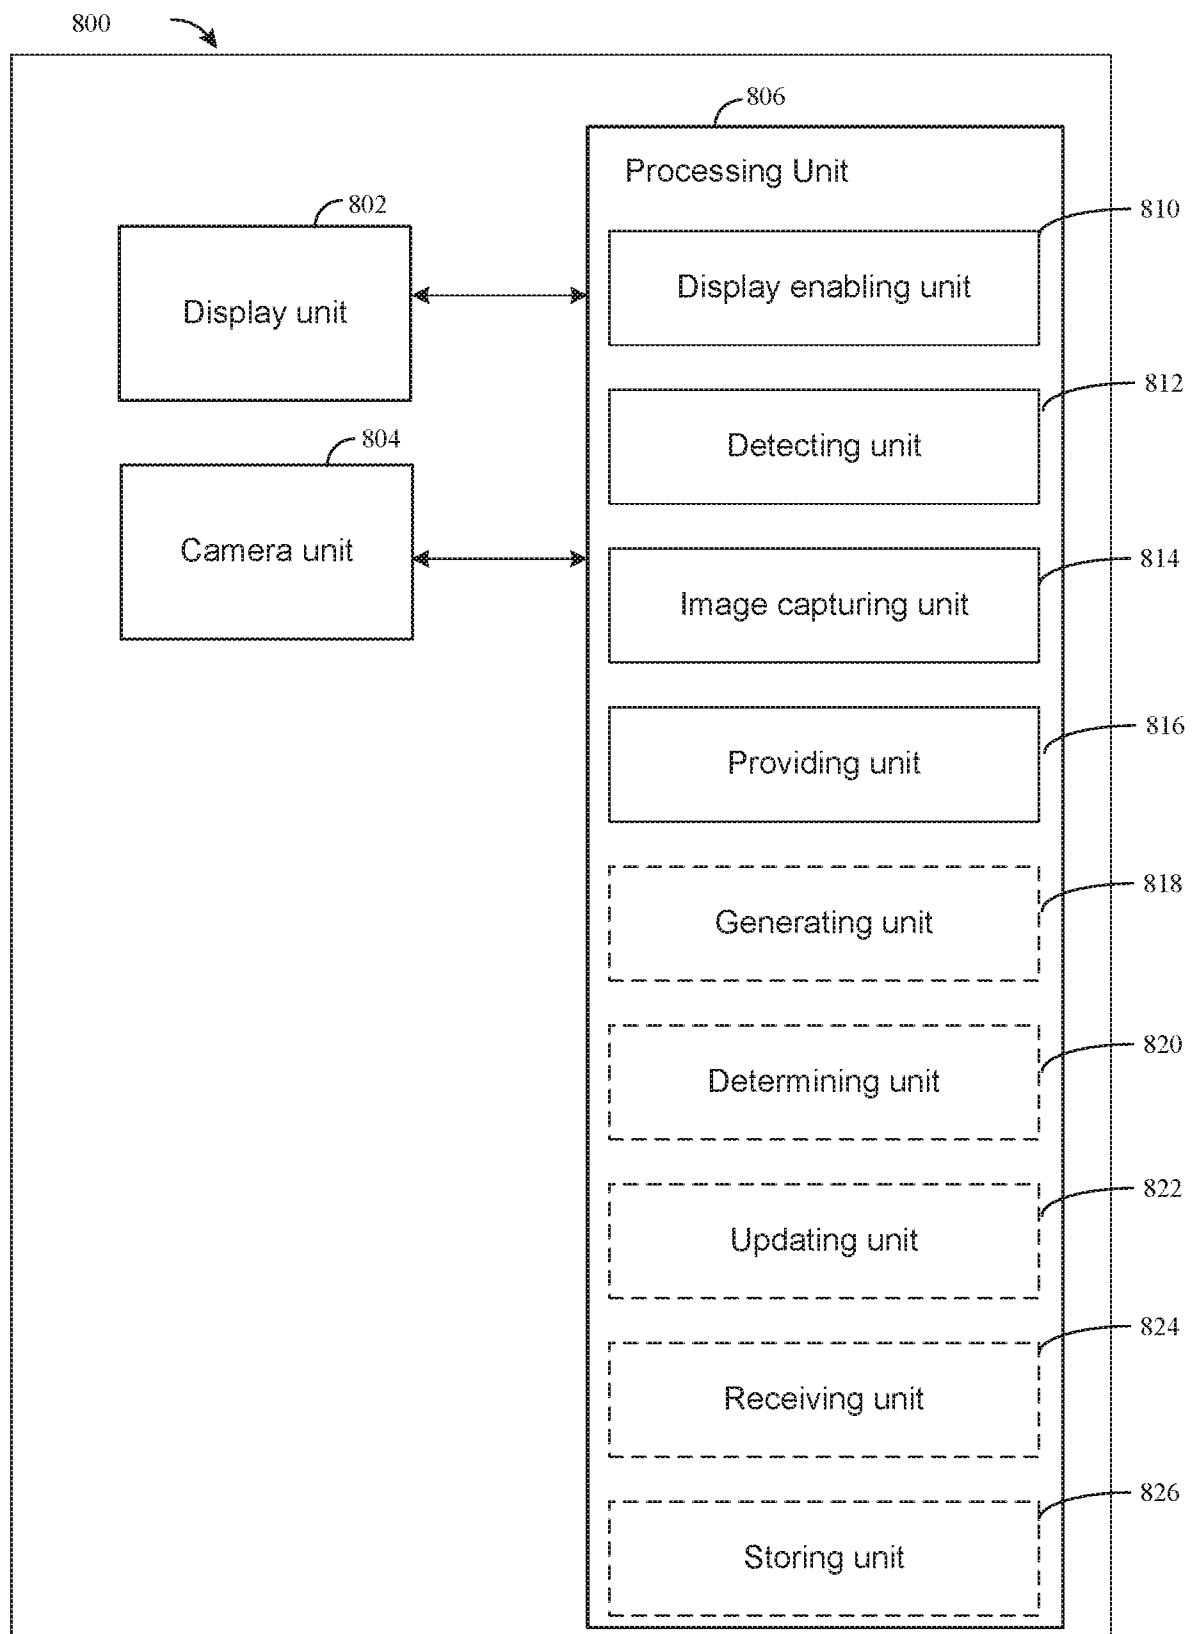 800
806
Processing Unit
802
810
Display enabling unit
Display unit
812
804
Detecting unit
Camera unit
814
Image capturing unit
816
Providing unit
818
Generating unit
820
Determining unit
822
Updating unit
824
Receiving unit
826
Storing unit